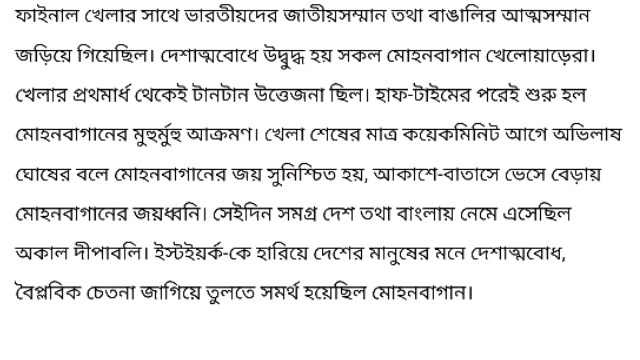 ফাইনাল খেলার সাথে ভারতীয়দের জাতীয়সম্মান তথা বাঙালির আত্মসম্মান
জড়িয়ে গিয়েছিল। দেশাত্মবোধে উদ্বুদ্ধ হয় সকল মোহনবাগান খেলোয়াড়েরা।
খেলার প্রথমার্ধ থেকেই টানটান উত্তেজনা ছিল। হাফ-টাইমের পরেই শুরু হল
মোহনবাগানের মুহুর্মুহু আক্রমণ। খেলা শেষের মাত্র কয়েকমিনিট আগে অভিলাষ
ঘোষের বলে মোহনবাগানের জয় সুনিশ্চিত হয়, আকাশে-বাতাসে ভেসে বেড়ায়
মোহনবাগানের জয়ধ্বনি। সেইদিন সমগ্র দেশ তথা বাংলায় নেমে এসেছিল
অকাল দীপাবলি। ইস্টইয়র্ক-কে হারিয়ে দেশের মানুষের মনে দেশাত্মবোধ,
বৈপ্লবিক চেতনা জাগিয়ে তুলতে সমর্থ হয়েছিল মোহনবাগান।